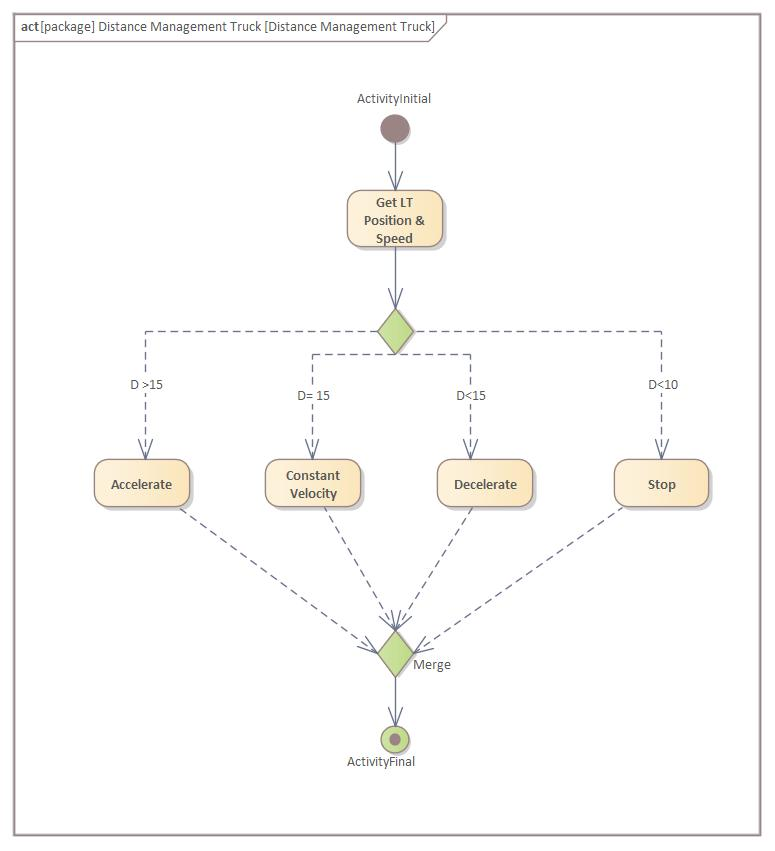 act [package] Distance Management Truck [Distance Management Truck]
ActivityInitial
Get LT
Position &
Speed
D >15
D= 15
D<15
D<10
Accelerate
Constant
Velocity
Decelerate
Stop
Merge
ActivityFinal